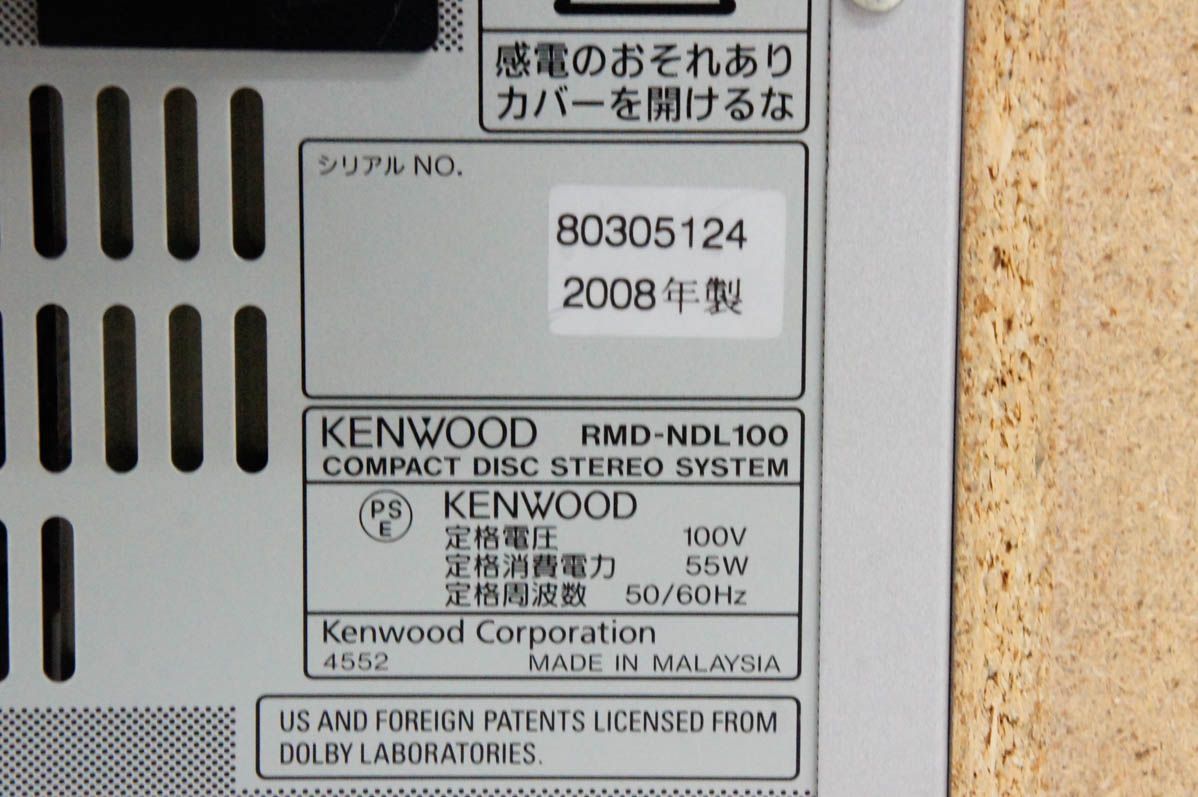 感電のおそれあり
カバーを開けるな
シリアル NO.
80305124
2008年製
KENWOOD RMD-NDL100
COMPACT DISC STEREO SYSTEM
PS
E
KENWOOD
定格電圧 100V
定格消費電力 55W
定格周波数 50/60Hz
Kenwood Corporation
4552 MADE IN MALAYSIA
US AND FOREIGN PATENTS LICENSED FROM
DOLBY LABORATORIES.